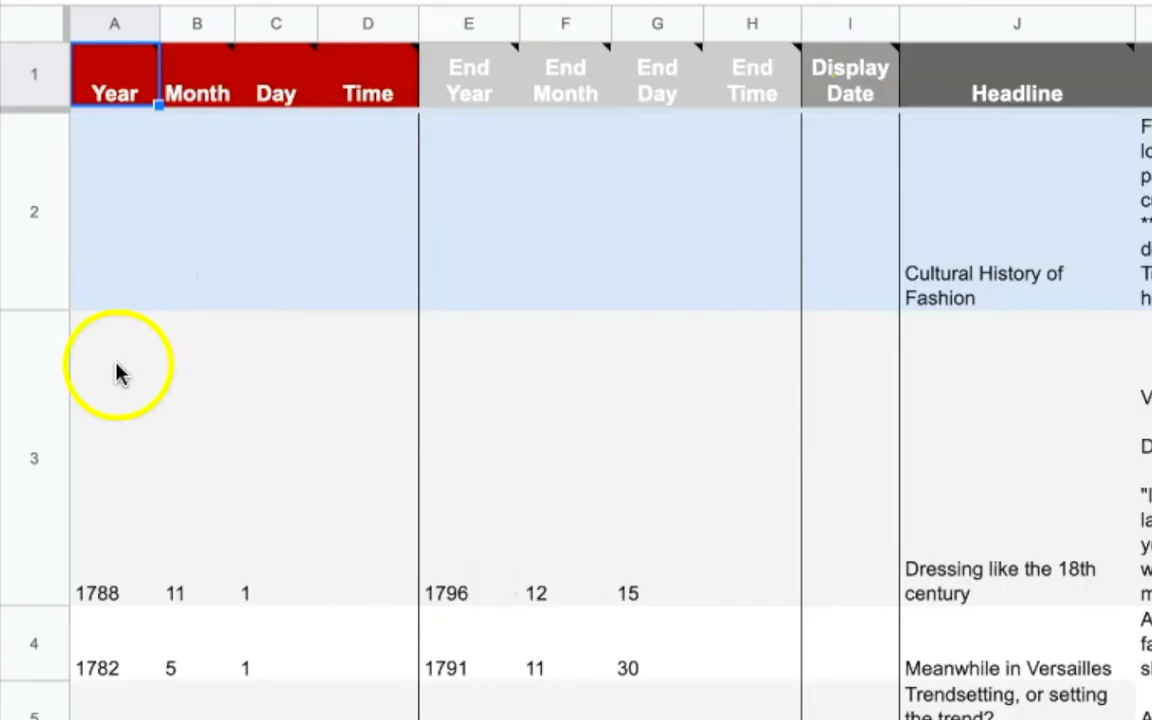 A B C D E F G H I J
1
Year Month Day Time
End Year
End Month
End Day
End Time
Display Date
Headline
2
Cultural History of
Fashion
3
1788 11 1 1796 12 15
Dressing like the 18th
century
4
1782 5 1 1791 11 30 Meanwhile in Versailles
5
Trendsetting, or setting
the trend?